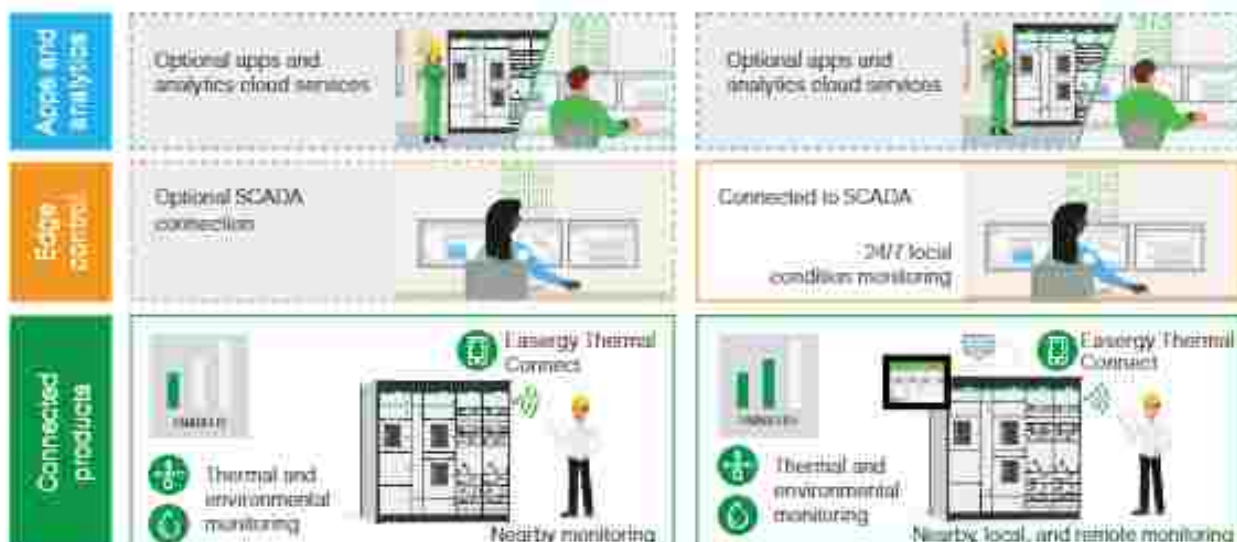 Apps and
analytics
Optional apps and
analytics cloud services
Optional apps and
analytics cloud services
Edge
control
Optional SCADA
connection
Connected to SCADA
24/7 local
condition monitoring
Connected
products
Easergy Thermal
Connect
Thermal and
environmental
monitoring
Nearby monitoring
Easergy Thermal
Connect
Thermal and
environmental
monitoring
Nearby, local, and remote monitoring